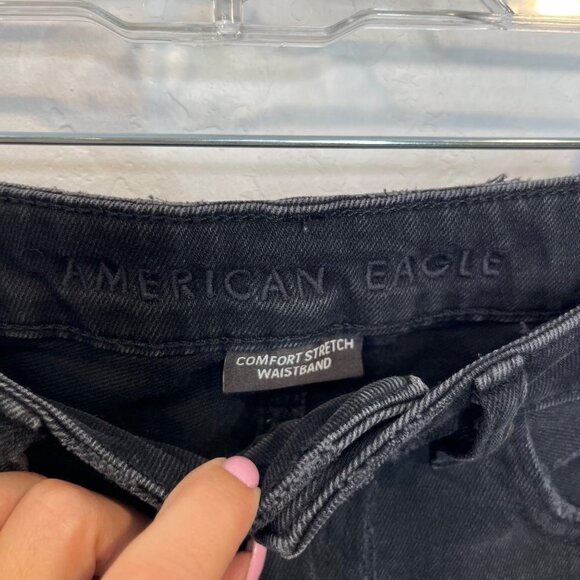 AMERICAN EAGLE
COMFORT STRETCH
WAISTBAND